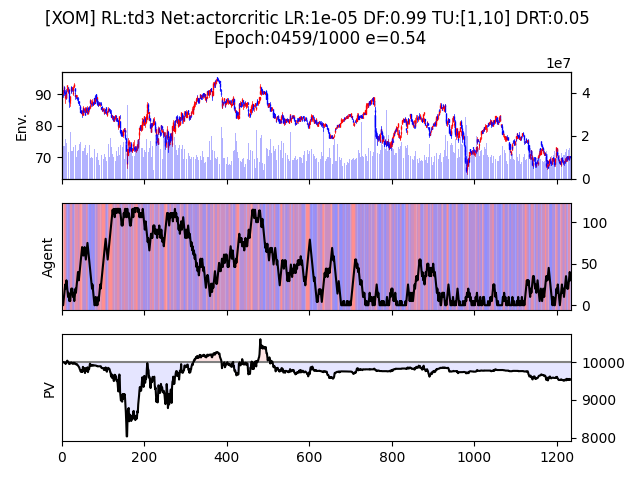 [XOM] RL:td3 Net:actorcritic LR:1e-05 DF:0.99 TU:[1,10] DRT:0.05
Epoch:0459/1000 e=0.54
1e7
Env.
90
80
70
4
2
0
Agent
100
50
0
PV
10000
9000
8000
0 200 400 600 800 1000 1200